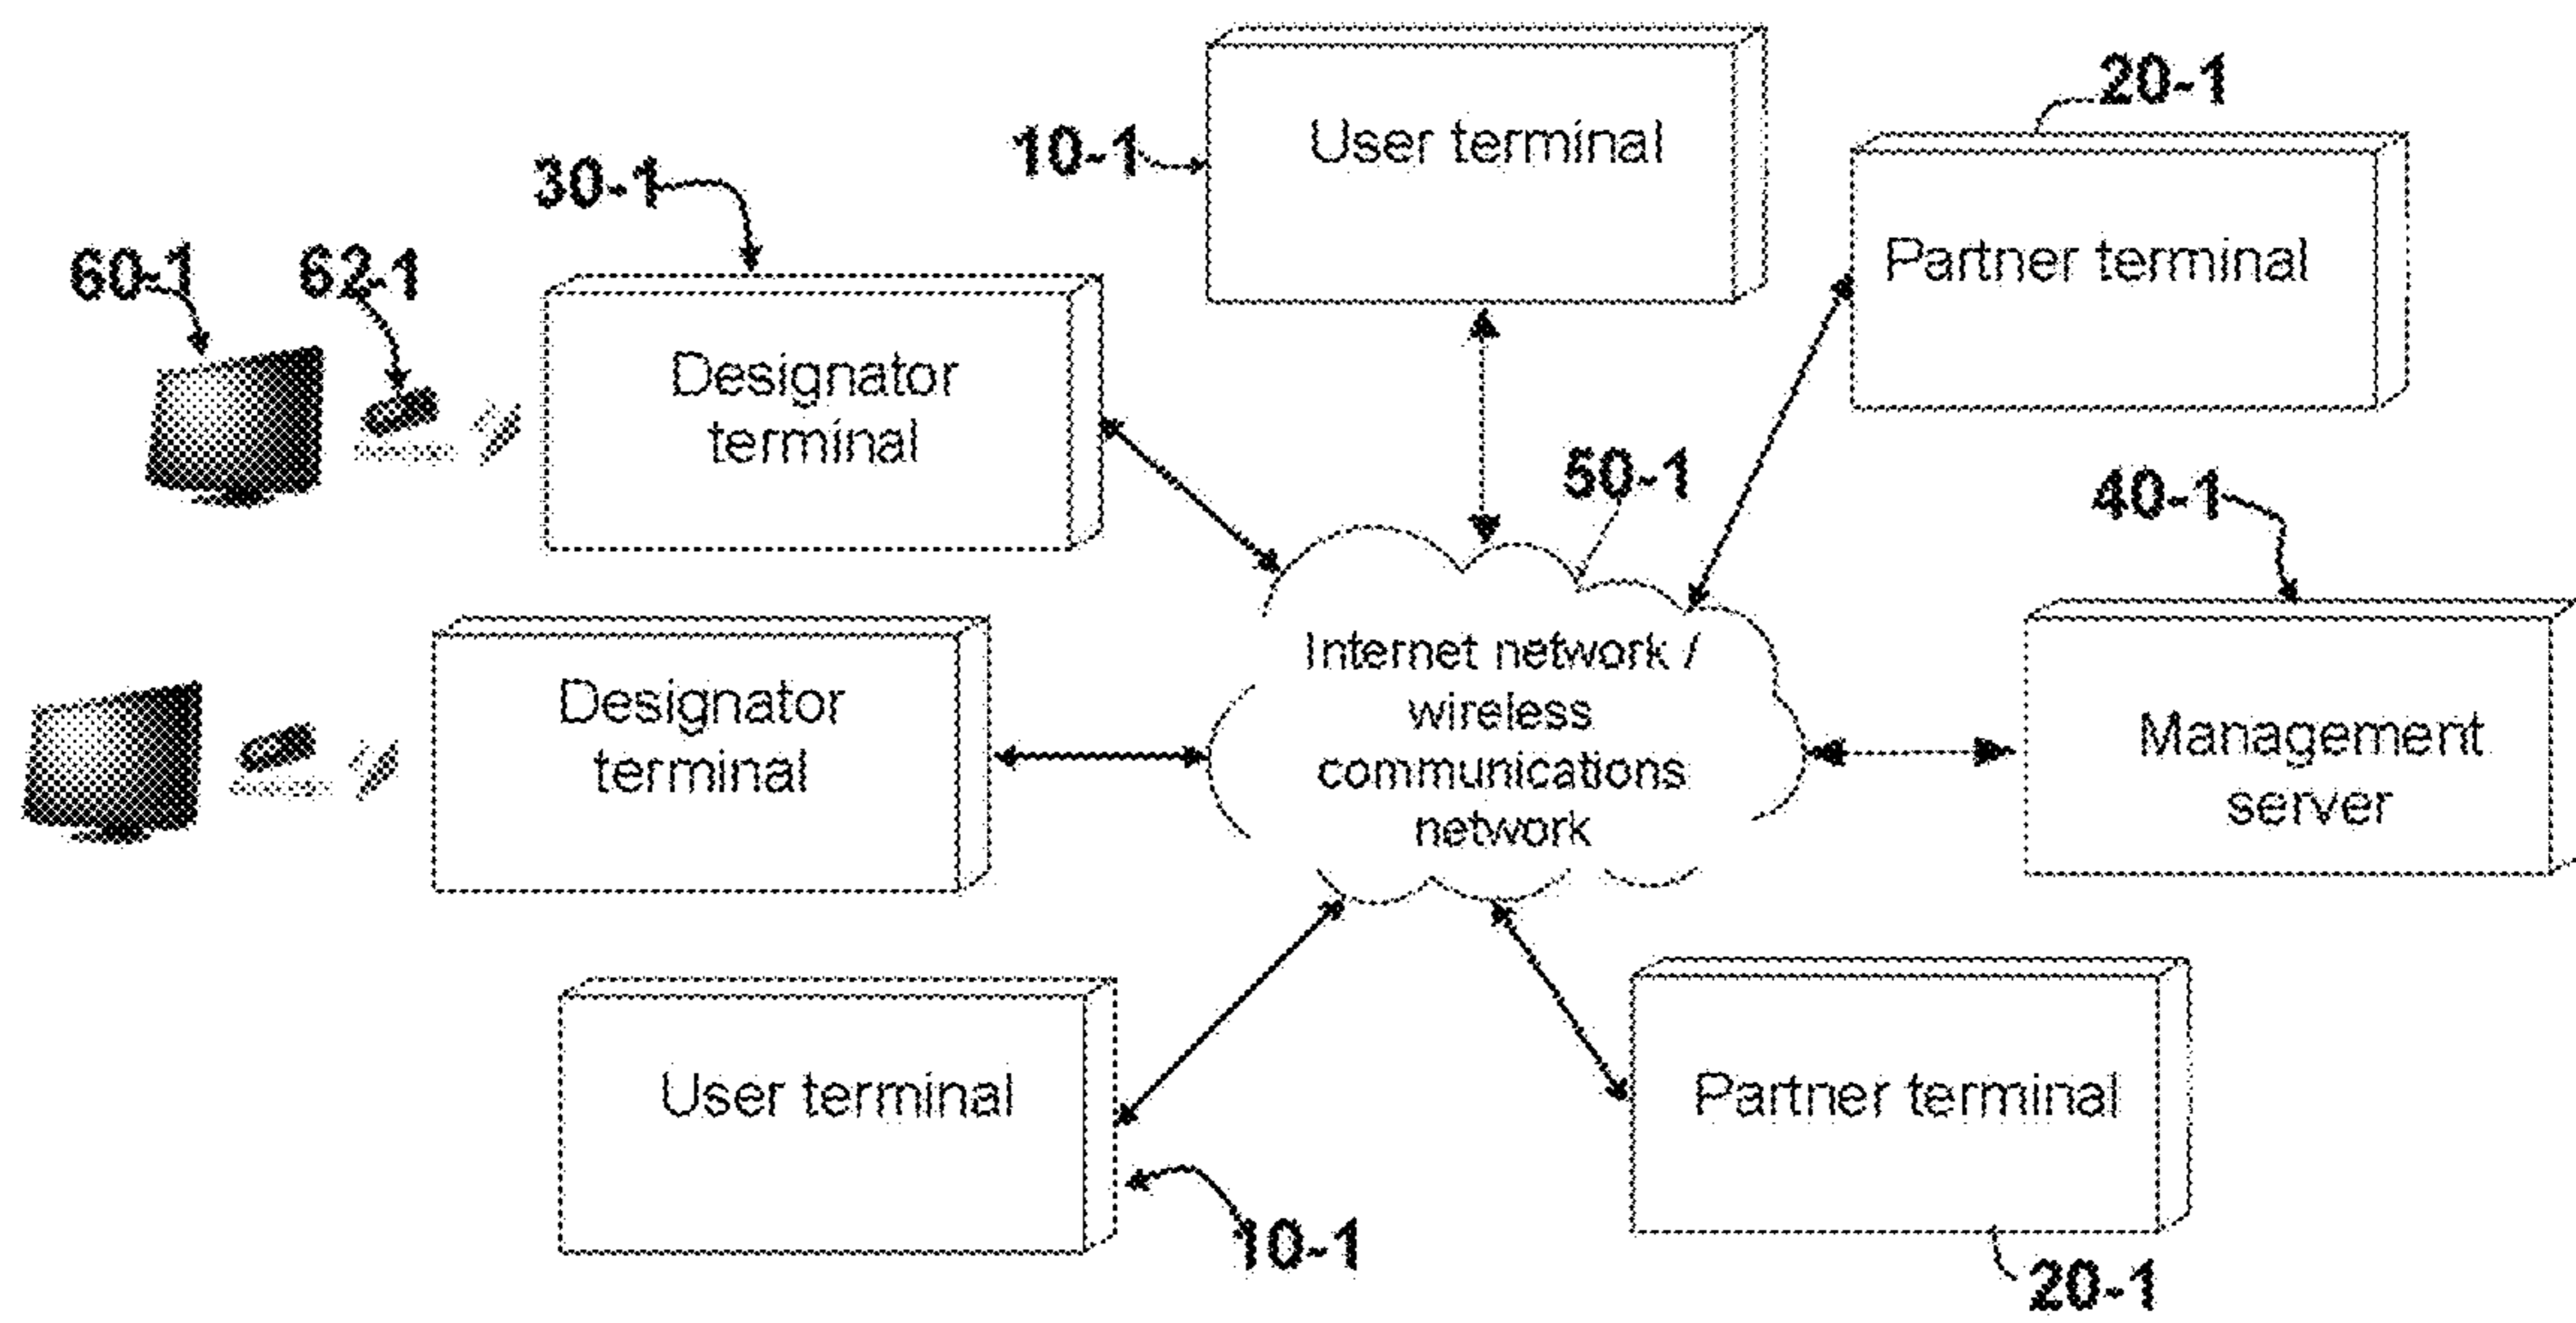 20-1
10-1
User terminal
30-1
Partner terminal
60-1
62-1
Designator
terminal
50-1
40-1
Internet network /
wireless
communications
network
Designator
terminal
Management
server
User terminal
Partner terminal
10-1
20-1